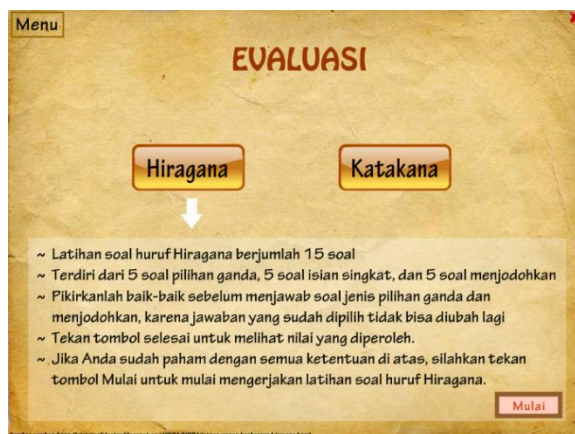 Menu
EVALUASI
Hiragana
Katakana
~ Latihan soal huruf Hiragana berjumlah 15 soal
~ Terdiri dari 5 soal pilihan ganda, 5 soal isian singkat, dan 5 soal menjodohkan
~ Pikirkanlah baik-baik sebelum menjawab soal jenis pilihan ganda dan
menjodohkan, karena jawaban yang sudah dipilih tidak bisa diubah lagi
~ Tekan tombol selesai untuk melihat nilai yang diperoleh.
~ Jika Anda sudah paham dengan semua ketentuan di atas, silahkan tekan
tombol Mulai untuk mulai mengerjakan latihan soal huruf Hiragana.
Mulai